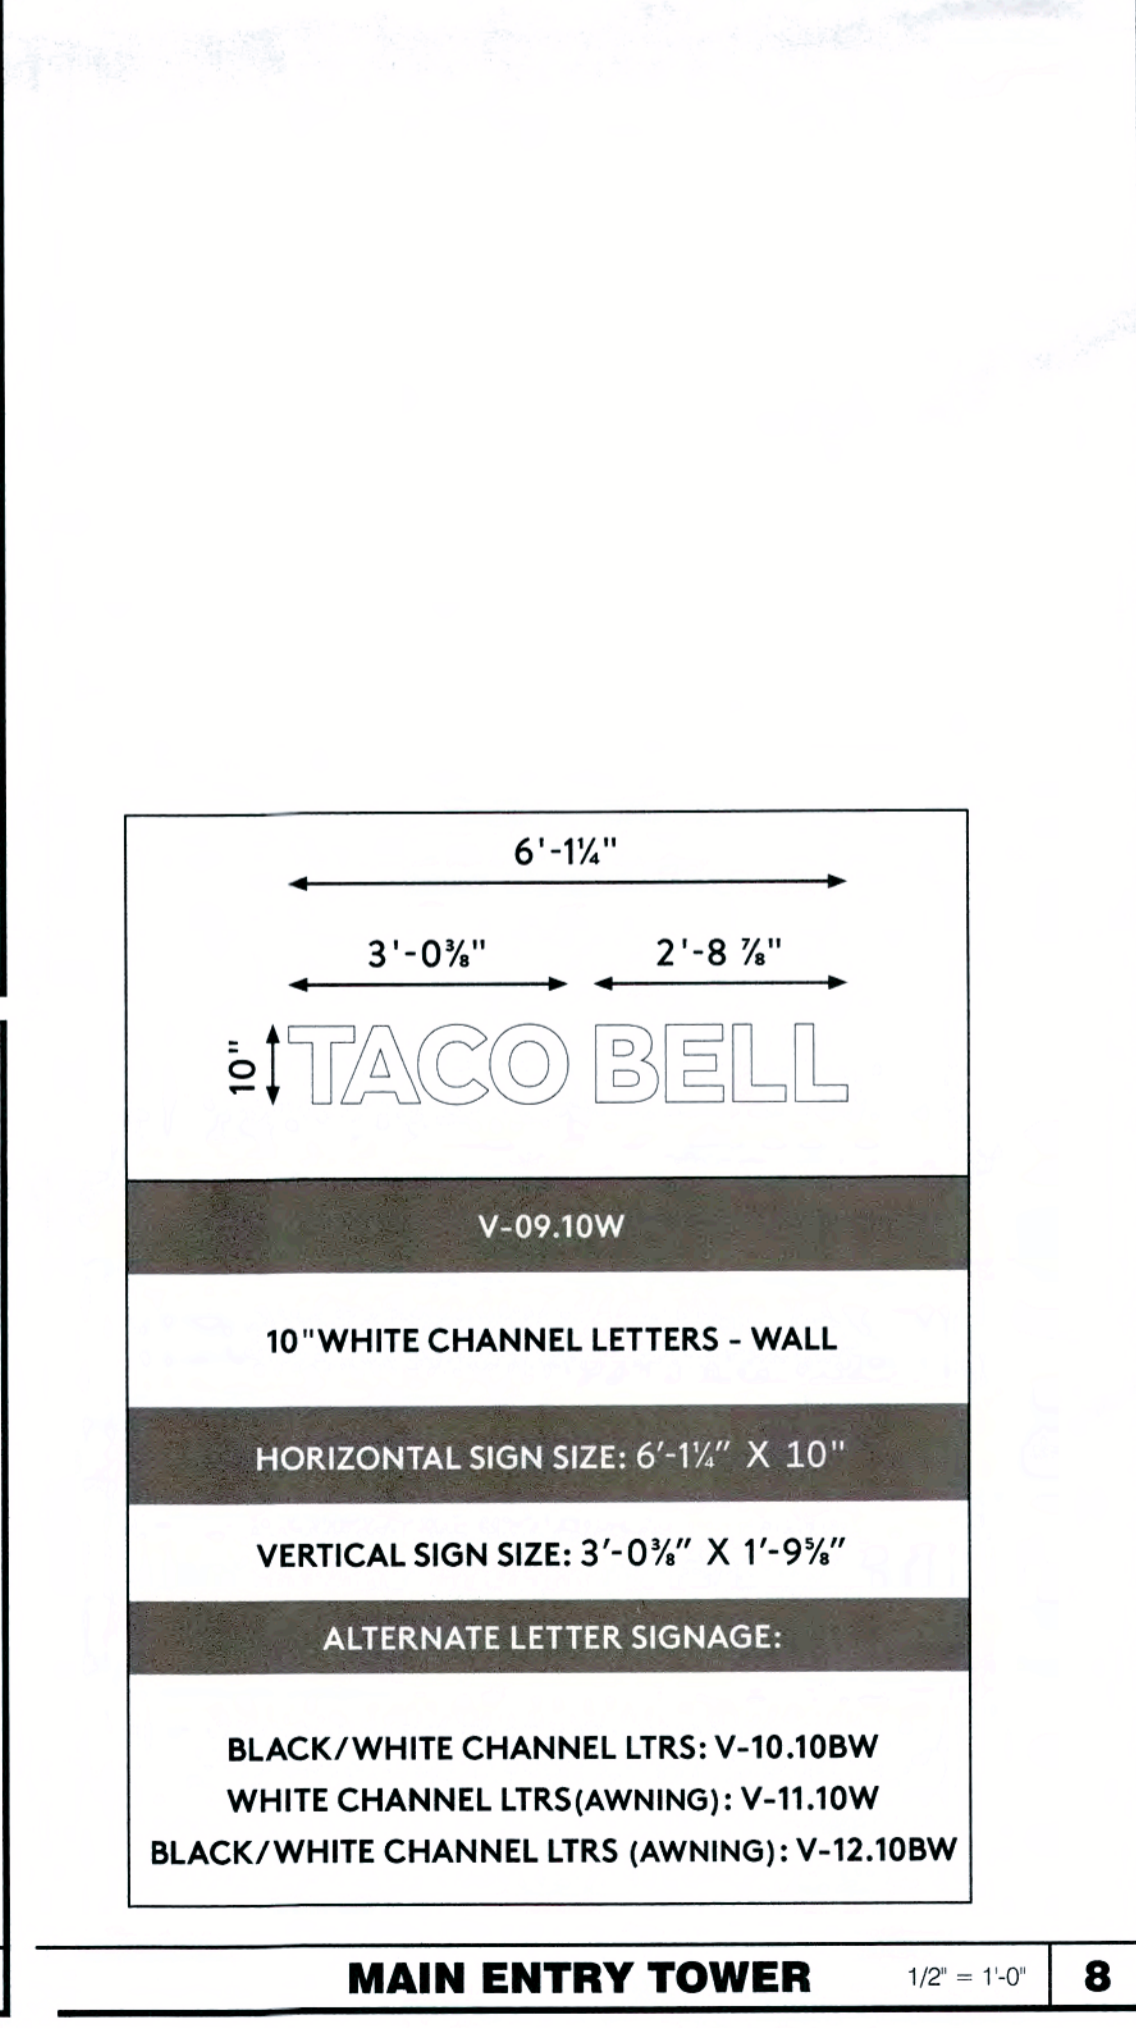 6'-1¼"
3'-0⅜" 2'-8 ⅞"
10"
TACO BELL
V-09.10W
10"WHITE CHANNEL LETTERS - WALL
HORIZONTAL SIGN SIZE: 6'-1¼" X 10"
VERTICAL SIGN SIZE: 3'-0⅜" X 1'-9⅝"
ALTERNATE LETTER SIGNAGE:
BLACK/WHITE CHANNEL LTRS: V-10.10BW
WHITE CHANNEL LTRS(AWNING): V-11.10W
BLACK/WHITE CHANNEL LTRS (AWNING): V-12.10BW
MAIN ENTRY TOWER 1/2" = 1'-0" 8